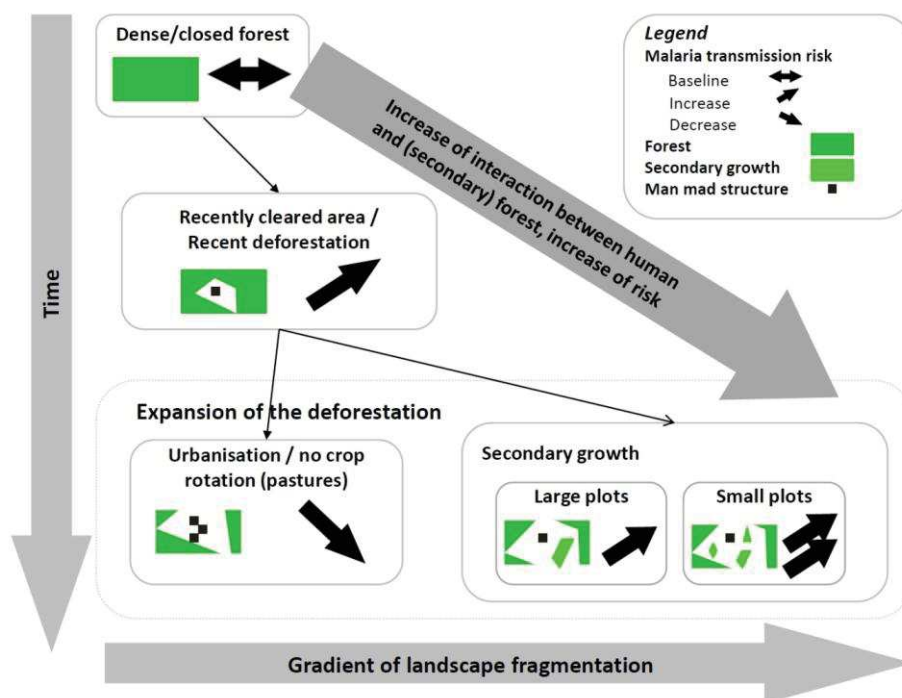 Dense/closed forest
Legend
Malaria transmission risk
Baseline
Increase
Decrease
Forest
Secondary growth
Man mad structure
Increase of interaction between human
and (secondary) forest, increase of risk
Time
Recently cleared area /
Recent deforestation
Expansion of the deforestation
Urbanisation / no crop
rotation (pastures)
Secondary growth
Large plots
Small plots
Gradient of landscape fragmentation